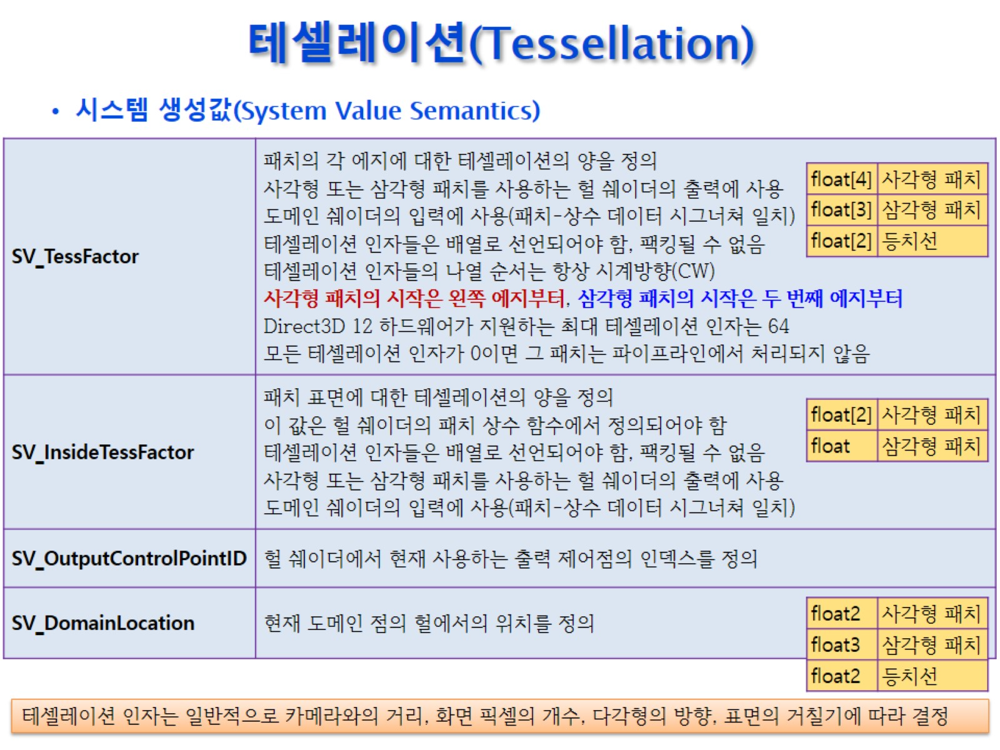 테셀레이션(Tessellation)
• 시스템 생성값(System Value Semantics)
SV_TessFactor
패치의 각 에지에 대한 테셀레이션의 양을 정의
사각형 또는 삼각형 패치를 사용하는 헐 쉐이더의 출력에 사용
도메인 쉐이더의 입력에 사용(패치-상수 데이터 시그너쳐 일치)
테셀레이션 인자들은 배열로 선언되어야 함, 팩킹될 수 없음
테셀레이션 인자들의 나열 순서는 항상 시계방향(CW)
사각형 패치의 시작은 왼쪽 에지부터, 삼각형 패치의 시작은 두 번째 에지부터
Direct3D 12 하드웨어가 지원하는 최대 테셀레이션 인자는 64
모든 테셀레이션 인자가 0이면 그 패치는 파이프라인에서 처리되지 않음
float[4] 사각형 패치
float[3] 삼각형 패치
float[2] 등치선
SV_InsideTessFactor
패치 표면에 대한 테셀레이션의 양을 정의
이 값은 헐 쉐이더의 패치 상수 함수에서 정의되어야 함
테셀레이션 인자들은 배열로 선언되어야 함, 팩킹될 수 없음
사각형 또는 삼각형 패치를 사용하는 헐 쉐이더의 출력에 사용
도메인 쉐이더의 입력에 사용(패치-상수 데이터 시그너쳐 일치)
float[2] 사각형 패치
float 삼각형 패치
SV_OutputControlPointID
헐 쉐이더에서 현재 사용하는 출력 제어점의 인덱스를 정의
SV_DomainLocation
현재 도메인 점의 헐에서의 위치를 정의
float2 사각형 패치
float3 삼각형 패치
float2 등치선
테셀레이션 인자는 일반적으로 카메라와의 거리, 화면 픽셀의 개수, 다각형의 방향, 표면의 거칠기에 따라 결정